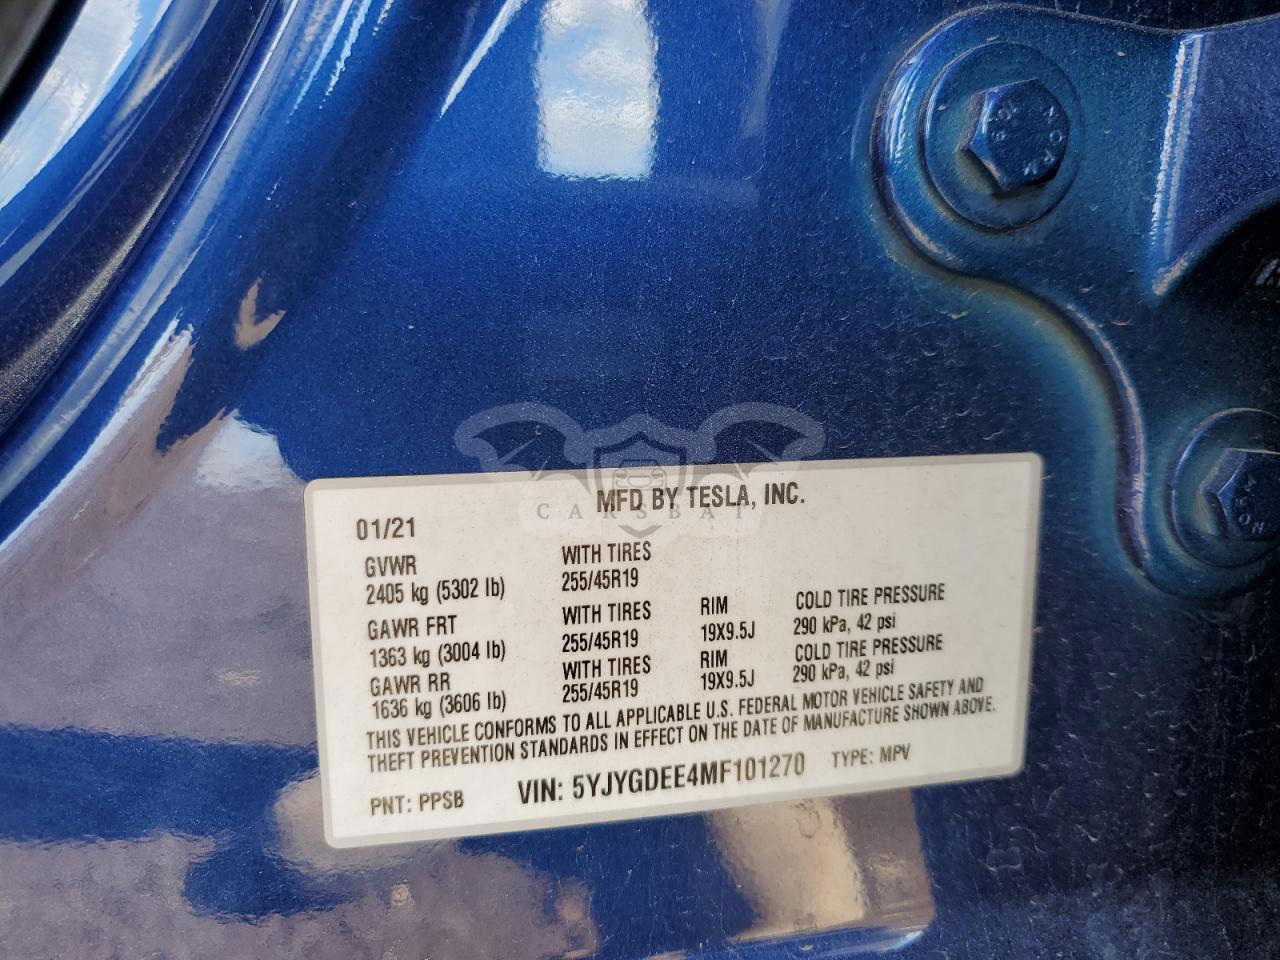 MFD BY TESLA, INC.
CARSBAT
01/21
GVWR
2405 kg (5302 lb)
WITH TIRES
255/45R19
GAWR FRT
1363 kg (3004 lb)
WITH TIRES
255/45R19
RIM
19X9.5J
COLD TIRE PRESSURE
290 kPa, 42 psi
GAWR RR
1636 kg (3606 lb)
WITH TIRES
255/45R19
RIM
19X9.5J
COLD TIRE PRESSURE
290 kPa, 42 psi
THIS VEHICLE CONFORMS TO ALL APPLICABLE U.S. FEDERAL MOTOR VEHICLE SAFETY AND
THEFT PREVENTION STANDARDS IN EFFECT ON THE DATE OF MANUFACTURE SHOWN ABOVE.
PNT: PPSB VIN: 5YJYGDEE4MF101270 TYPE: MPV